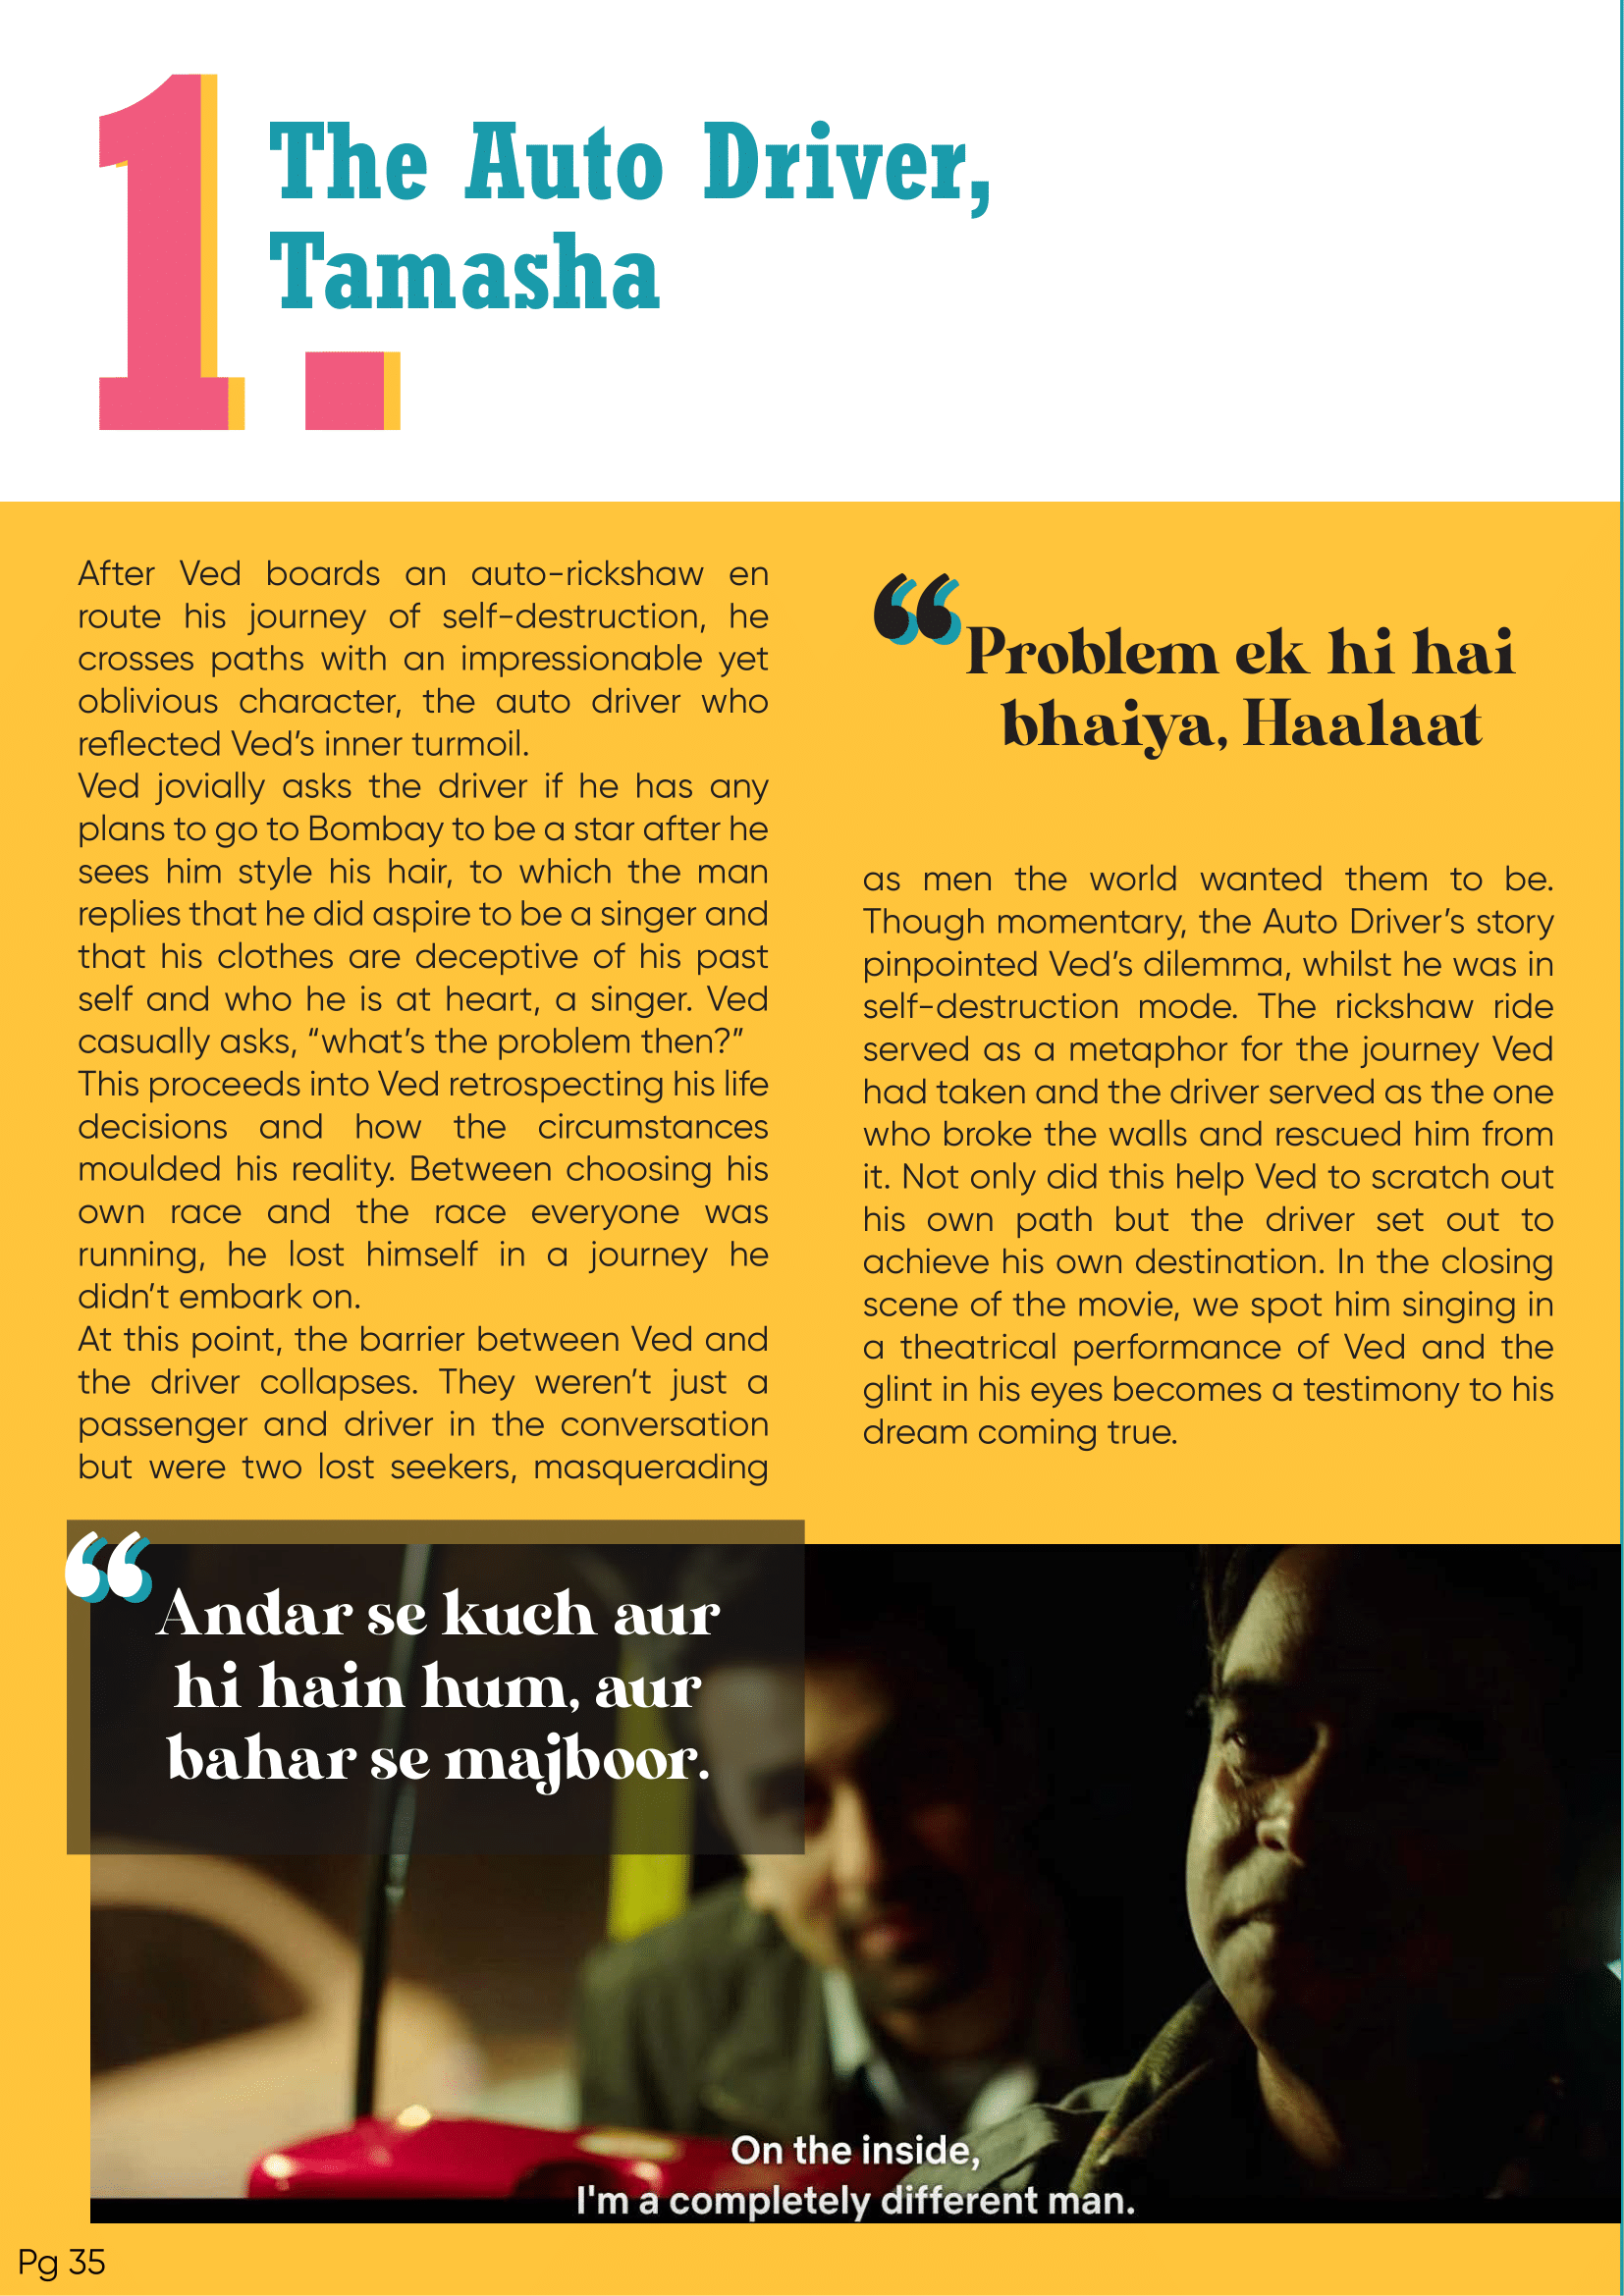 1.
The Auto Driver,
Tamasha
After Ved boards an auto-rickshaw en
route his journey of self-destruction, he
crosses paths with an impressionable yet
oblivious character, the auto driver who
reflected Ved’s inner turmoil.
Ved jovially asks the driver if he has any
plans to go to Bombay to be a star after he
sees him style his hair, to which the man
replies that he did aspire to be a singer and
that his clothes are deceptive of his past
self and who he is at heart, a singer. Ved
casually asks, “what’s the problem then?”
This proceeds into Ved retrospecting his life
decisions and how the circumstances
moulded his reality. Between choosing his
own race and the race everyone was
running, he lost himself in a journey he
didn’t embark on.
At this point, the barrier between Ved and
the driver collapses. They weren’t just a
passenger and driver in the conversation
but were two lost seekers, masquerading
“Problem ek hi hai
bhaiya, Haalaat
as men the world wanted them to be.
Though momentary, the Auto Driver’s story
pinpointed Ved’s dilemma, whilst he was in
self-destruction mode. The rickshaw ride
served as a metaphor for the journey Ved
had taken and the driver served as the one
who broke the walls and rescued him from
it. Not only did this help Ved to scratch out
his own path but the driver set out to
achieve his own destination. In the closing
scene of the movie, we spot him singing in
a theatrical performance of Ved and the
glint in his eyes becomes a testimony to his
dream coming true.
“Andar se kuch aur
hi hain hum, aur
bahar se majboor.
On the inside,
I'm a completely different man.
Pg 35